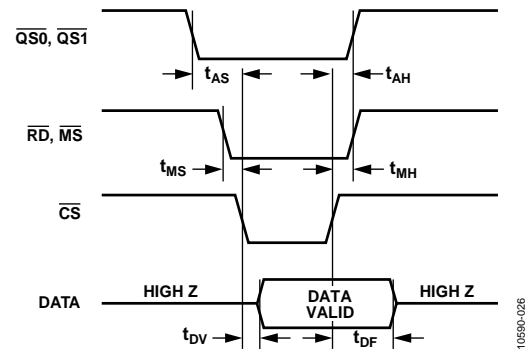 QS0, QS1
tAS
tAH
RD, MS
tMS
tMH
CS
DATA
HIGH Z
DATA
VALID
HIGH Z
tDV
tDF
10590-026